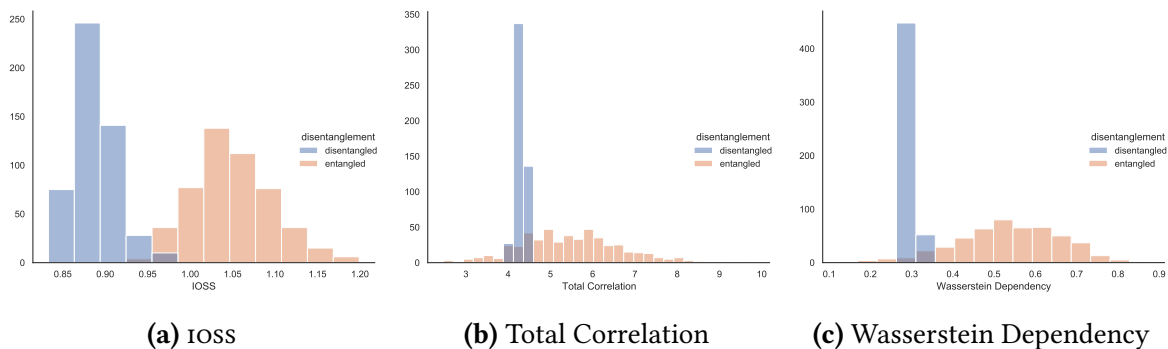 250
200
150
100
50
0
0.85 0.90 0.95 1.00 1.05 1.10 1.15 1.20
IOSS
disentanglement
disentangled
entangled
(a) IOSS
350
300
250
200
150
100
50
0
3 4 5 6 7 8 9 10
Total Correlation
disentanglement
disentangled
entangled
(b) Total Correlation
400
300
200
100
0
0.1 0.2 0.3 0.4 0.5 0.6 0.7 0.8 0.9
Wasserstein Dependency
disentanglement
disentangled
entangled
(c) Wasserstein Dependency